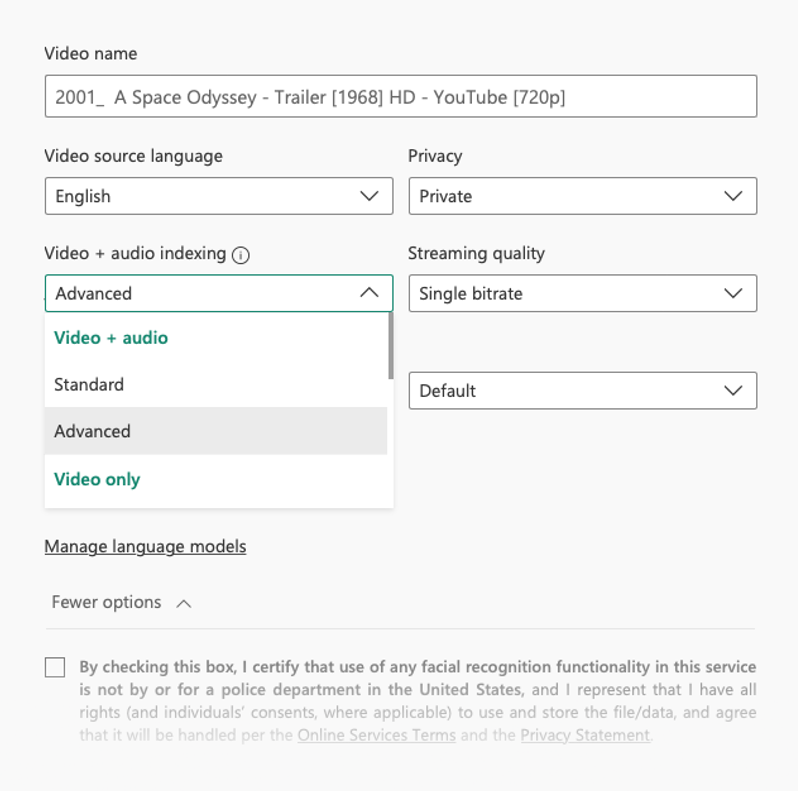 Video name
2001_  A Space Odyssey - Trailer [1968] HD - YouTube [720p]
Video source language
Privacy
English
Private
Video + audio indexing
Streaming quality
Advanced
Single bitrate
Video + audio
Standard
Default
Advanced
Video only
Manage language models
Fewer options
By checking this box, I certify that use of any facial recognition functionality in this service
is not by or for a police department in the United States, and I represent that I have all
rights (and individuals’ consents, where applicable) to use and store the file/data, and agree
that it will be handled per the Online Services Terms and the Privacy Statement.